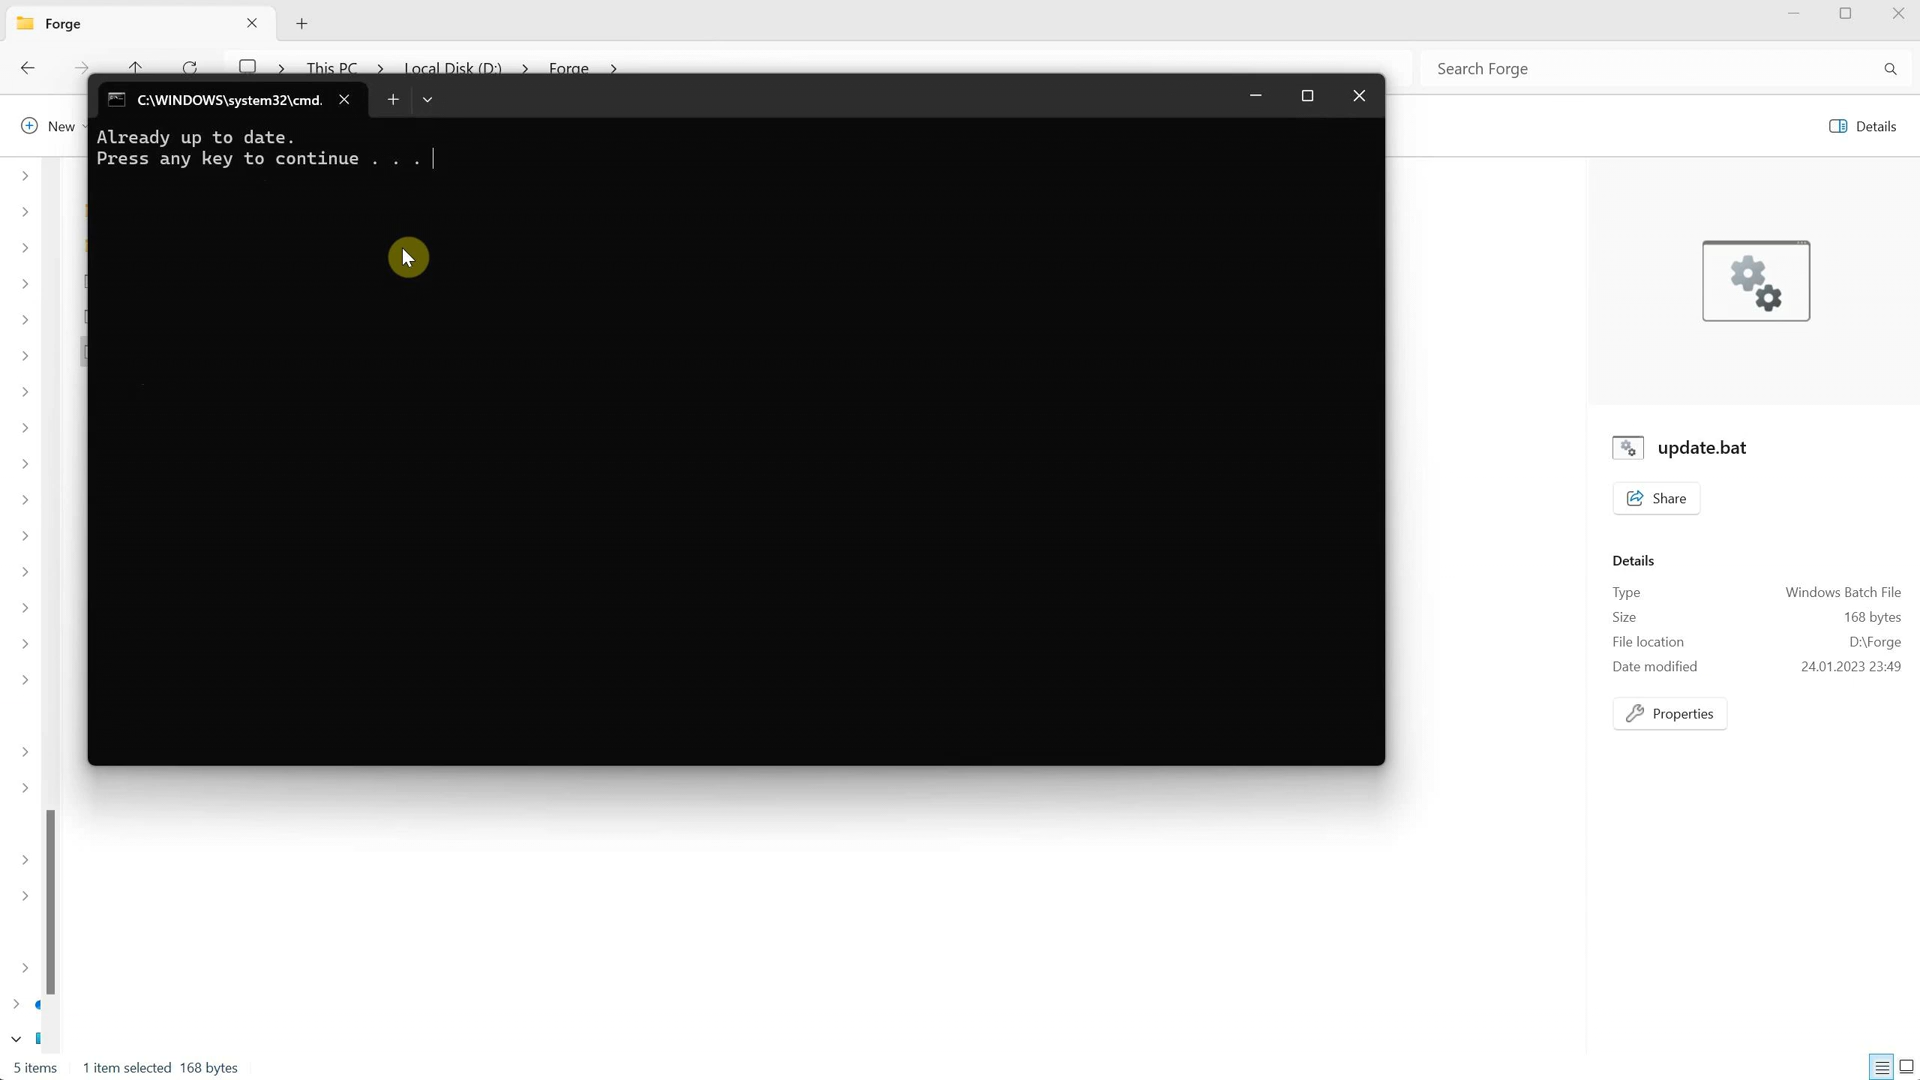 Forge
This PC > Local Disk (D:) > Forge >
Search Forge
C:\WINDOWS\system32\cmd.
New
Details
Already up to date.
Press any key to continue . . .
update.bat
Share
Details
Type Windows Batch File
Size 168 bytes
File location D:\Forge
Date modified 24.01.2023 23:49
Properties
5 items 1 item selected 168 bytes